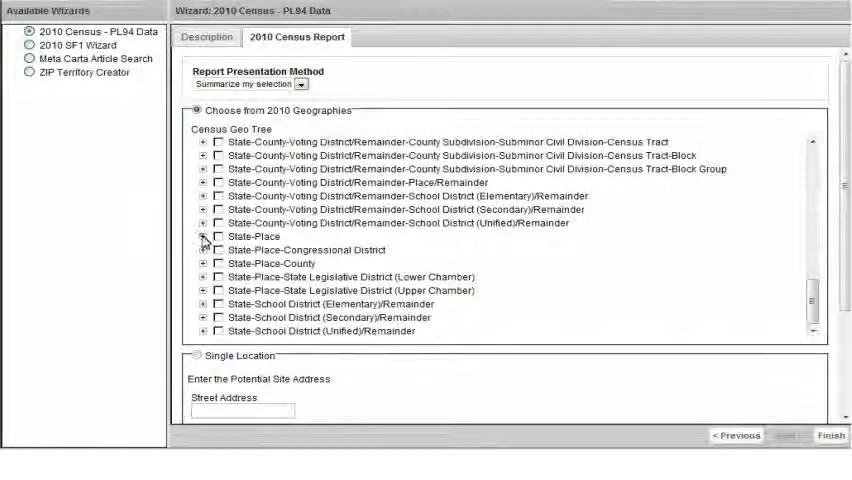 Available Wizards
2010 Census - PL94 Data
2010 SF1 Wizard
Meta Carta Article Search
ZIP Territory Creator
Wizard: 2010 Census - PL94 Data
Description
2010 Census Report
Report Presentation Method
Summarize my selection
Choose from 2010 Geographies
Census Geo Tree
State-County-Voting District/Remainder-County Subdivision-Subminor Civil Division-Census Tract
State-County-Voting District/Remainder-County Subdivision-Subminor Civil Division-Census Tract-Block
State-County-Voting District/Remainder-County Subdivision-Subminor Civil Division-Census Tract-Block Group
State-County-Voting District/Remainder-Place/Remainder
State-County-Voting District/Remainder-School District (Elementary)/Remainder
State-County-Voting District/Remainder-School District (Secondary)/Remainder
State-County-Voting District/Remainder-School District (Unified)/Remainder
State-Place
State-Place-Congressional District
State-Place-County
State-Place-State Legislative District (Lower Chamber)
State-Place-State Legislative District (Upper Chamber)
State-School District (Elementary)/Remainder
State-School District (Secondary)/Remainder
State-School District (Unified)/Remainder
Single Location
Enter the Potential Site Address
Street Address
< Previous
Finish